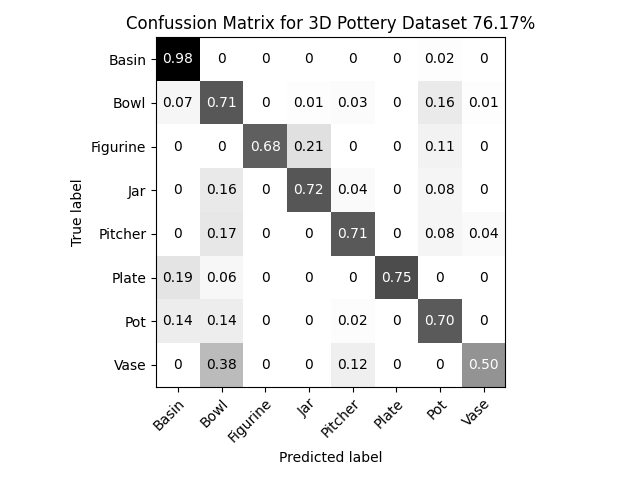 Confussion Matrix for 3D Pottery Dataset 76.17%
Basin 0.98 0 0 0 0 0 0.02 0
Bowl 0.07 0.71 0 0.01 0.03 0 0.16 0.01
Figurine 0 0 0.68 0.21 0 0 0.11 0
Jar 0 0.16 0 0.72 0.04 0 0.08 0
Pitcher 0 0.17 0 0 0.71 0 0.08 0.04
Plate 0.19 0.06 0 0 0 0.75 0 0
Pot 0.14 0.14 0 0 0.02 0 0.70 0
Vase 0 0.38 0 0 0.12 0 0 0.50
True label
Basin Bowl Figurine Jar Pitcher Plate Pot Vase
Predicted label